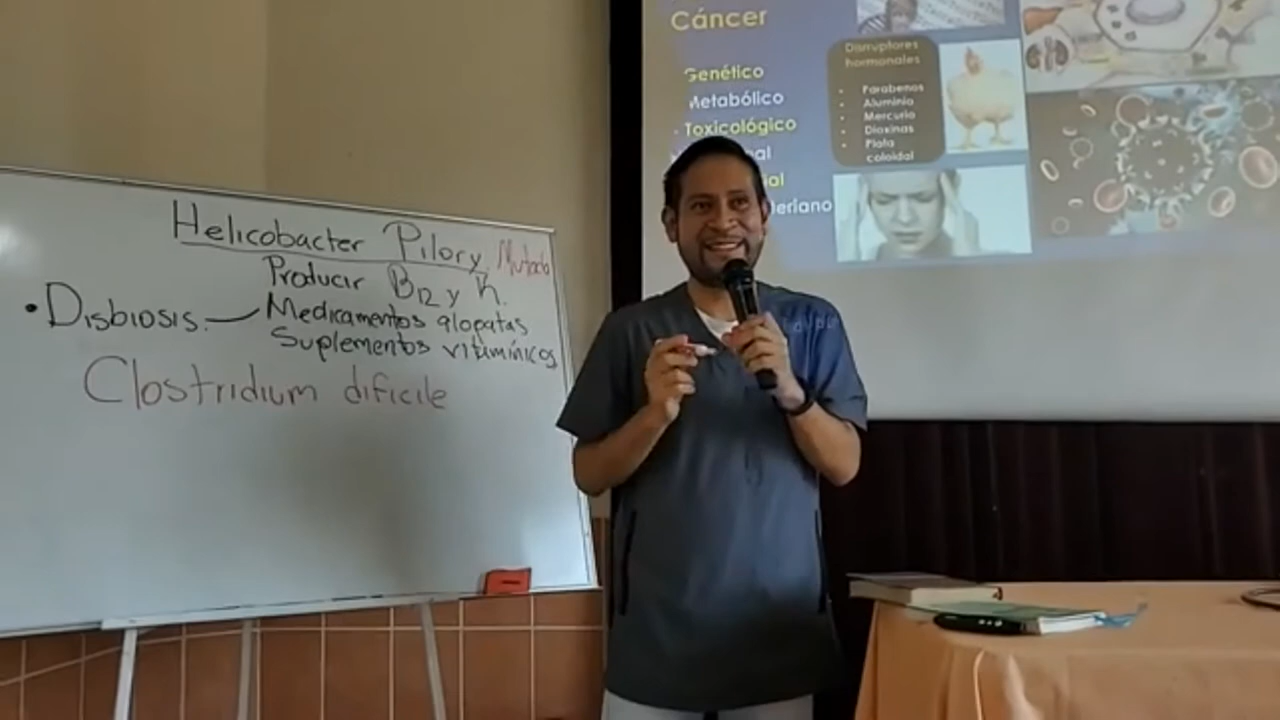 Helicobacter Pilory Mutado
Producir B12 y K.
• Disbiosis. — Medicamentos alopatas
Suplementos vitamínicos
Clostridium dificile
Cáncer
Genético
Metabólico
Toxicológico
Disruptores
hormonales
• Parabenos
• Aluminio
• Mercurio
• Dioxinas
• Plata
coloidal